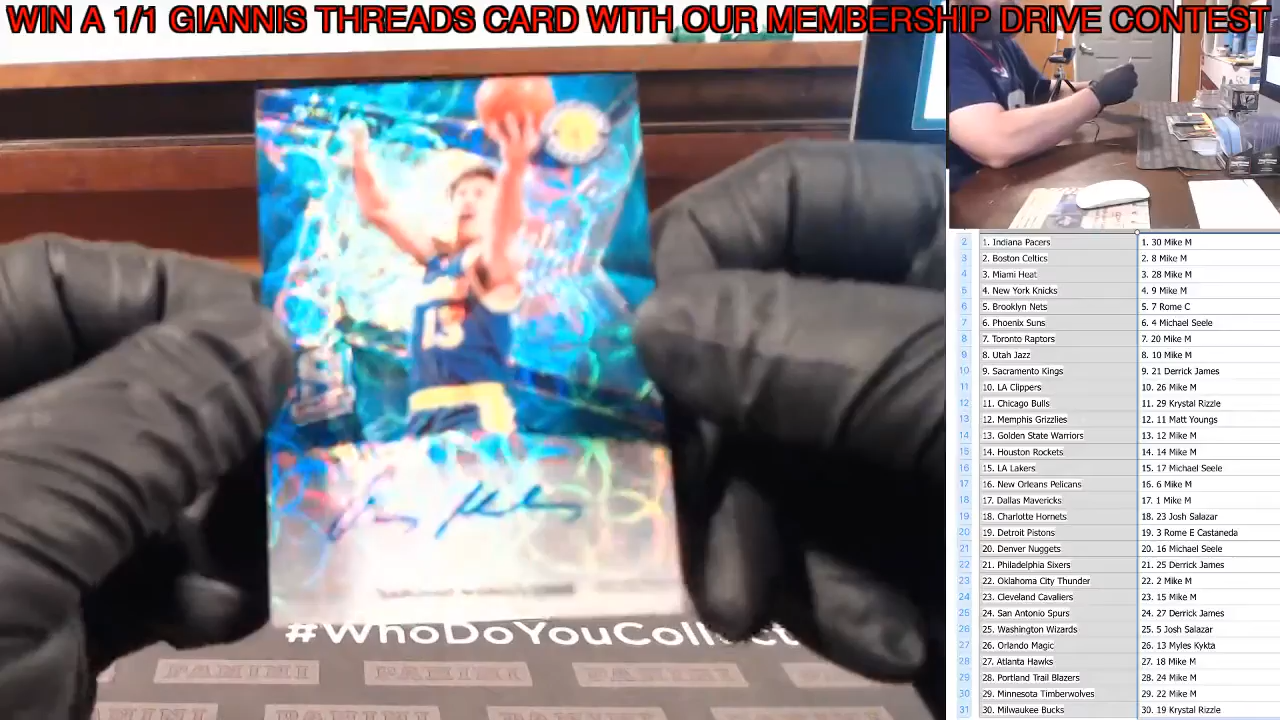 WIN A 1/1 GIANNIS THREADS CARD WITH OUR MEMBERSHIP DRIVE CONTEST
13
#WhoDoYouCollect
PANINI PANINI PANINI
PANINI PANINI
2 1. Indiana Pacers 1. 30 Mike M
3 2. Boston Celtics 2. 8 Mike M
4 3. Miami Heat 3. 28 Mike M
5 4. New York Knicks 4. 9 Mike M
6 5. Brooklyn Nets 5. 7 Rome C
7 6. Phoenix Suns 6. 4 Michael Seele
8 7. Toronto Raptors 7. 20 Mike M
9 8. Utah Jazz 8. 10 Mike M
10 9. Sacramento Kings 9. 21 Derrick James
11 10. LA Clippers 10. 26 Mike M
12 11. Chicago Bulls 11. 29 Krystal Rizzle
13 12. Memphis Grizzlies 12. 11 Matt Youngs
14 13. Golden State Warriors 13. 12 Mike M
15 14. Houston Rockets 14. 14 Mike M
16 15. LA Lakers 15. 17 Michael Seele
17 16. New Orleans Pelicans 16. 6 Mike M
18 17. Dallas Mavericks 17. 1 Mike M
19 18. Charlotte Hornets 18. 23 Josh Salazar
20 19. Detroit Pistons 19. 3 Rome E Castaneda
21 20. Denver Nuggets 20. 16 Michael Seele
22 21. Philadelphia Sixers 21. 25 Derrick James
23 22. Oklahoma City Thunder 22. 2 Mike M
24 23. Cleveland Cavaliers 23. 15 Mike M
25 24. San Antonio Spurs 24. 27 Derrick James
26 25. Washington Wizards 25. 5 Josh Salazar
27 26. Orlando Magic 26. 13 Myles Kykta
28 27. Atlanta Hawks 27. 18 Mike M
29 28. Portland Trail Blazers 28. 24 Mike M
30 29. Minnesota Timberwolves 29. 22 Mike M
31 30. Milwaukee Bucks 30. 19 Krystal Rizzle